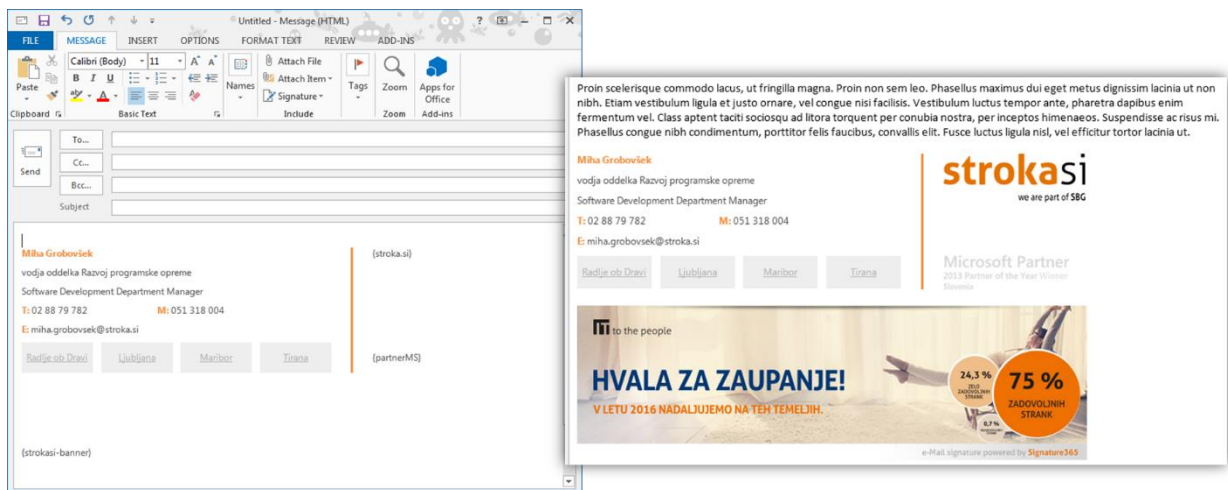 Untitled - Message (HTML)
FILE MESSAGE INSERT OPTIONS FORMAT TEXT REVIEW ADD-INS
Paste
Clipboard
Calibri (Body) 11
B I U
Basic Text
Names
Attach File
Attach Item
Signature
Include
Tags
Zoom
Zoom
Apps for Office
Add-ins
Send
To...
Cc...
Bcc...
Subject
Miha Grobovšek
vodja oddelka Razvoj programske opreme
Software Development Department Manager
T: 02 88 79 782 M: 051 318 004
E: miha.grobovsek@stroka.si
Radlje ob Dravi Ljubljana Maribor Tirana
{stroka.si}
{partnerMS}
{strokasi-banner}
Proin scelerisque commodo lacus, ut fringilla magna. Proin non sem leo. Phasellus maximus dui eget metus dignissim lacinia ut non
nibh. Etiam vestibulum ligula et justo ornare, vel congue nisi facilisis. Vestibulum luctus tempor ante, pharetra dapibus enim
fermentum vel. Class aptent taciti sociosqu ad litora torquent per conubia nostra, per inceptos himenaeos. Suspendisse ac risus mi.
Phasellus congue nibh condimentum, porttitor felis faucibus, convallis elit. Fusce luctus ligula nisl, vel efficitur tortor lacinia ut.
Miha Grobovšek
vodja oddelka Razvoj programske opreme
Software Development Department Manager
T: 02 88 79 782 M: 051 318 004
E: miha.grobovsek@stroka.si
Radlje ob Dravi Ljubljana Maribor Tirana
strokasi
we are part of SBG
Microsoft Partner
2013 Partner of the Year Winner
Slovenia
to the people
HVALA ZA ZAUPANJE!
V LETU 2016 NADALJUJEMO NA TEH TEMELJIH.
24,3 %
ZELO
ZADOVOLJNIH
STRANK
75 %
ZADOVOLJNIH
STRANK
0,7 %
e-Mail signature powered by Signature365